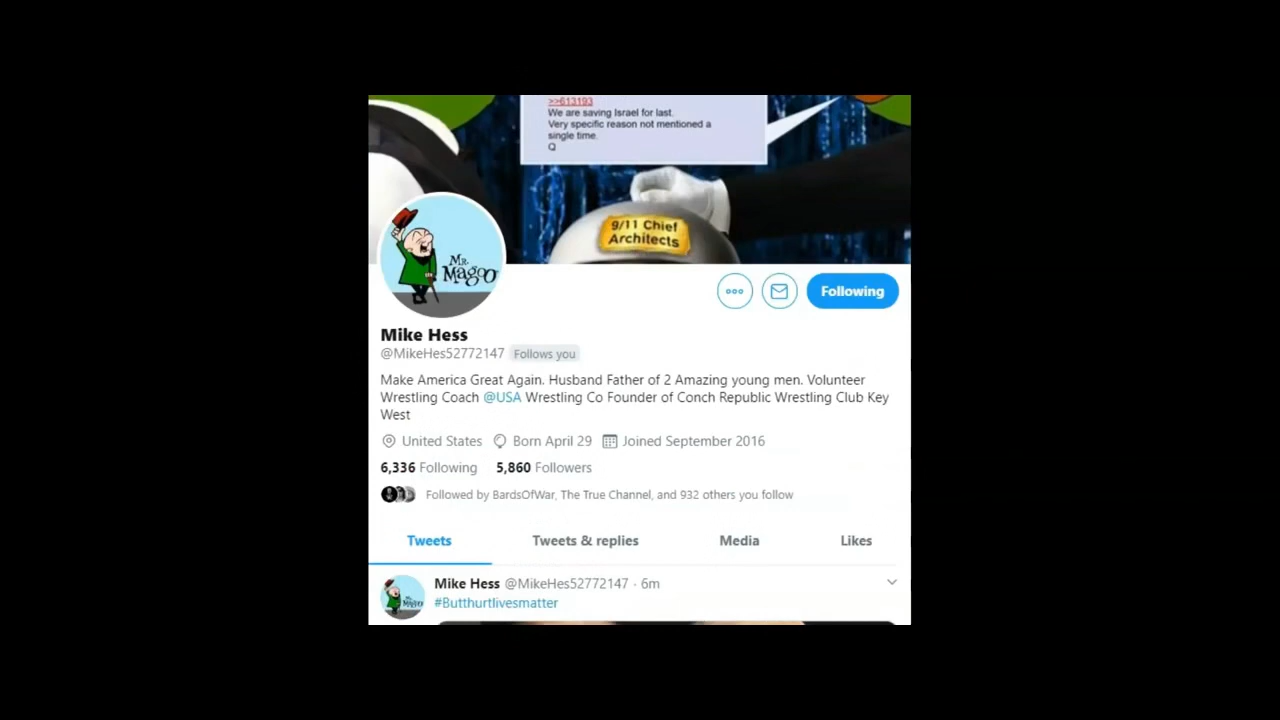 >>613193
We are saving Israel for last.
Very specific reason not mentioned a
single time.
Q
9/11 Chief
Architects
Mr.
Magoo
Following
Mike Hess
@MikeHes52772147 Follows you
Make America Great Again. Husband Father of 2 Amazing young men. Volunteer
Wrestling Coach @USA Wrestling Co Founder of Conch Republic Wrestling Club Key
West
United States Born April 29 Joined September 2016
6,336 Following 5,860 Followers
Followed by BardsOfWar, The True Channel, and 932 others you follow
Tweets Tweets & replies Media Likes
Mike Hess @MikeHes52772147 · 6m
Magoo
#Butthurtlivesmatter